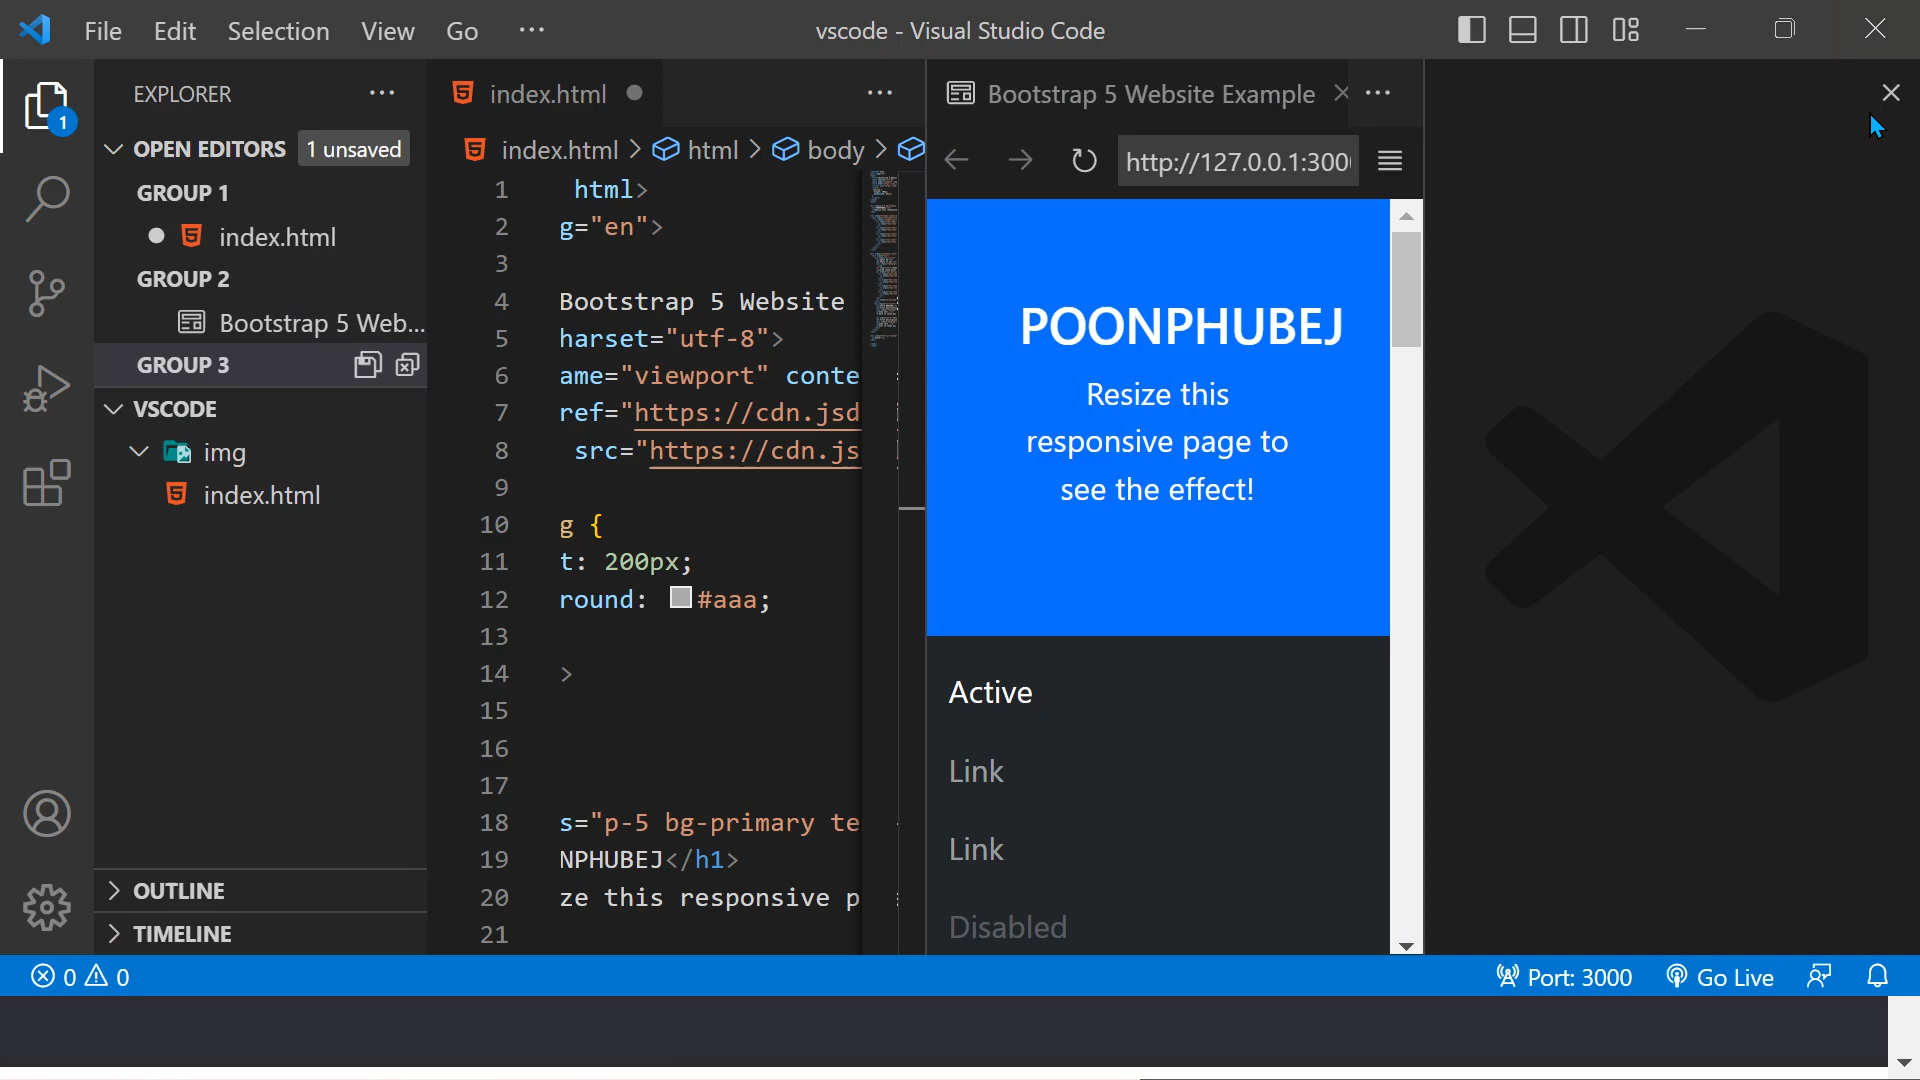 File Edit Selection View Go ···
vscode - Visual Studio Code
EXPLORER ···
1
OPEN EDITORS 1 unsaved
GROUP 1
index.html
GROUP 2
Bootstrap 5 Web...
GROUP 3
VSCODE
img
index.html
OUTLINE
TIMELINE
index.html ···
index.html > html > body >
1 html>
2 g="en">
3
4 Bootstrap 5 Website
5 harset="utf-8">
6 ame="viewport" conte
7 ref="https://cdn.jsd
8 src="https://cdn.js
9
10 g {
11 t: 200px;
12 round: #aaa;
13
14 >
15
16
17
18 s="p-5 bg-primary te
19 NPHUBEJ</h1>
20 ze this responsive p
21
Bootstrap 5 Website Example ···
http://127.0.0.1:300
POONPHUBEJ
Resize this
responsive page to
see the effect!
Active
Link
Link
Disabled
0 0
Port: 3000 Go Live